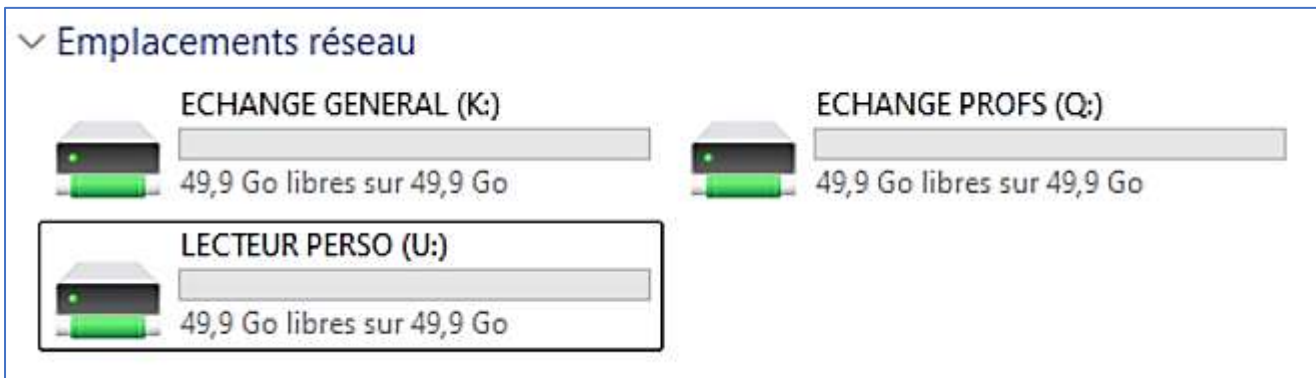 Emplacements réseau
ECHANGE GENERAL (K:)
49,9 Go libres sur 49,9 Go
ECHANGE PROFS (Q:)
49,9 Go libres sur 49,9 Go
LECTEUR PERSO (U:)
49,9 Go libres sur 49,9 Go